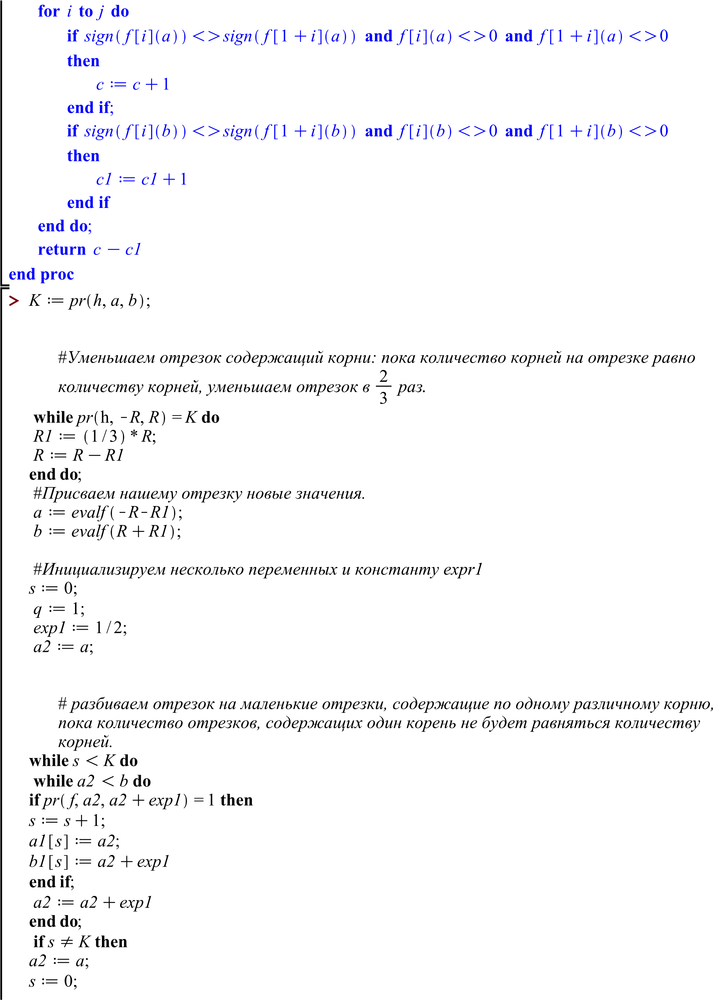 for i to j do
if sign(f[i](a)) <>sign(f[1 + i](a)) and f[i](a) <>0 and f[1 + i](a) <>0
then
c := c + 1
end if;
if sign(f[i](b)) <>sign(f[1 + i](b)) and f[i](b) <>0 and f[1 + i](b) <>0
then
c1 := c1 + 1
end if
end do;
return c − c1
end proc
> K := pr(h, a, b);
#Уменьшаем отрезок содержащий корни: пока количество корней на отрезке равно
количеству корней, уменьшаем отрезок в 2/3 раз.
while pr(h, -R, R) = K do
R1 := (1/3) * R;
R := R − R1
end do;
#Присваем нашему отрезку новые значения.
a := evalf(-R-R1);
b := evalf(R + R1);
#Инициализируем несколько переменных и константу expr1
s := 0;
q := 1;
exp1 := 1/2;
a2 := a;
# разбиваем отрезок на маленькие отрезки, содержащие по одному различному корню,
пока количество отрезков, содержащих один корень не будет равняться количеству
корней.
while s < K do
while a2 < b do
if pr(f, a2, a2 + exp1) = 1 then
s := s + 1;
a1[s] := a2;
b1[s] := a2 + exp1
end if;
a2 := a2 + exp1
end do;
if s ≠ K then
a2 := a;
s := 0;